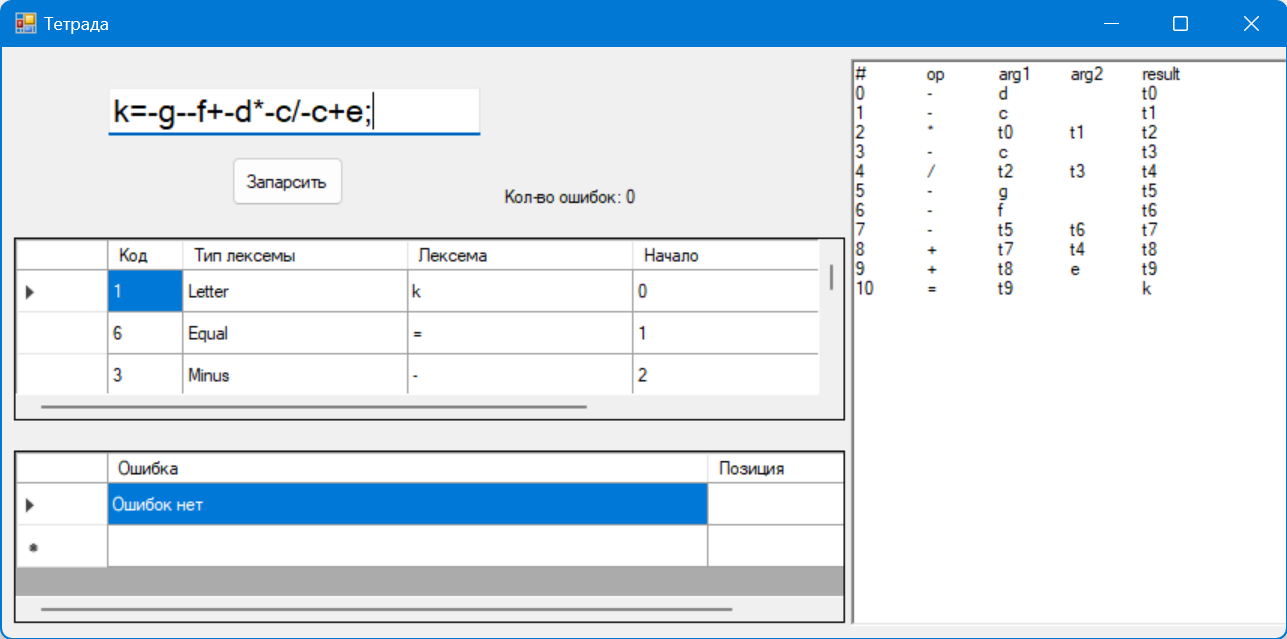 Тетрада
k=-g--f+-d*-c/-c+e;
Запарсить
Кол-во ошибок: 0
Код Тип лексемы Лексема Начало
1 Letter k 0
6 Equal = 1
3 Minus - 2
Ошибка Позиция
Ошибок нет
# op arg1 arg2 result
0 - d t0
1 - c t1
2 * t0 t1 t2
3 - c t3
4 / t2 t3 t4
5 - g t5
6 - f t6
7 - t5 t6 t7
8 + t7 t4 t8
9 + t8 e t9
10 = t9 k